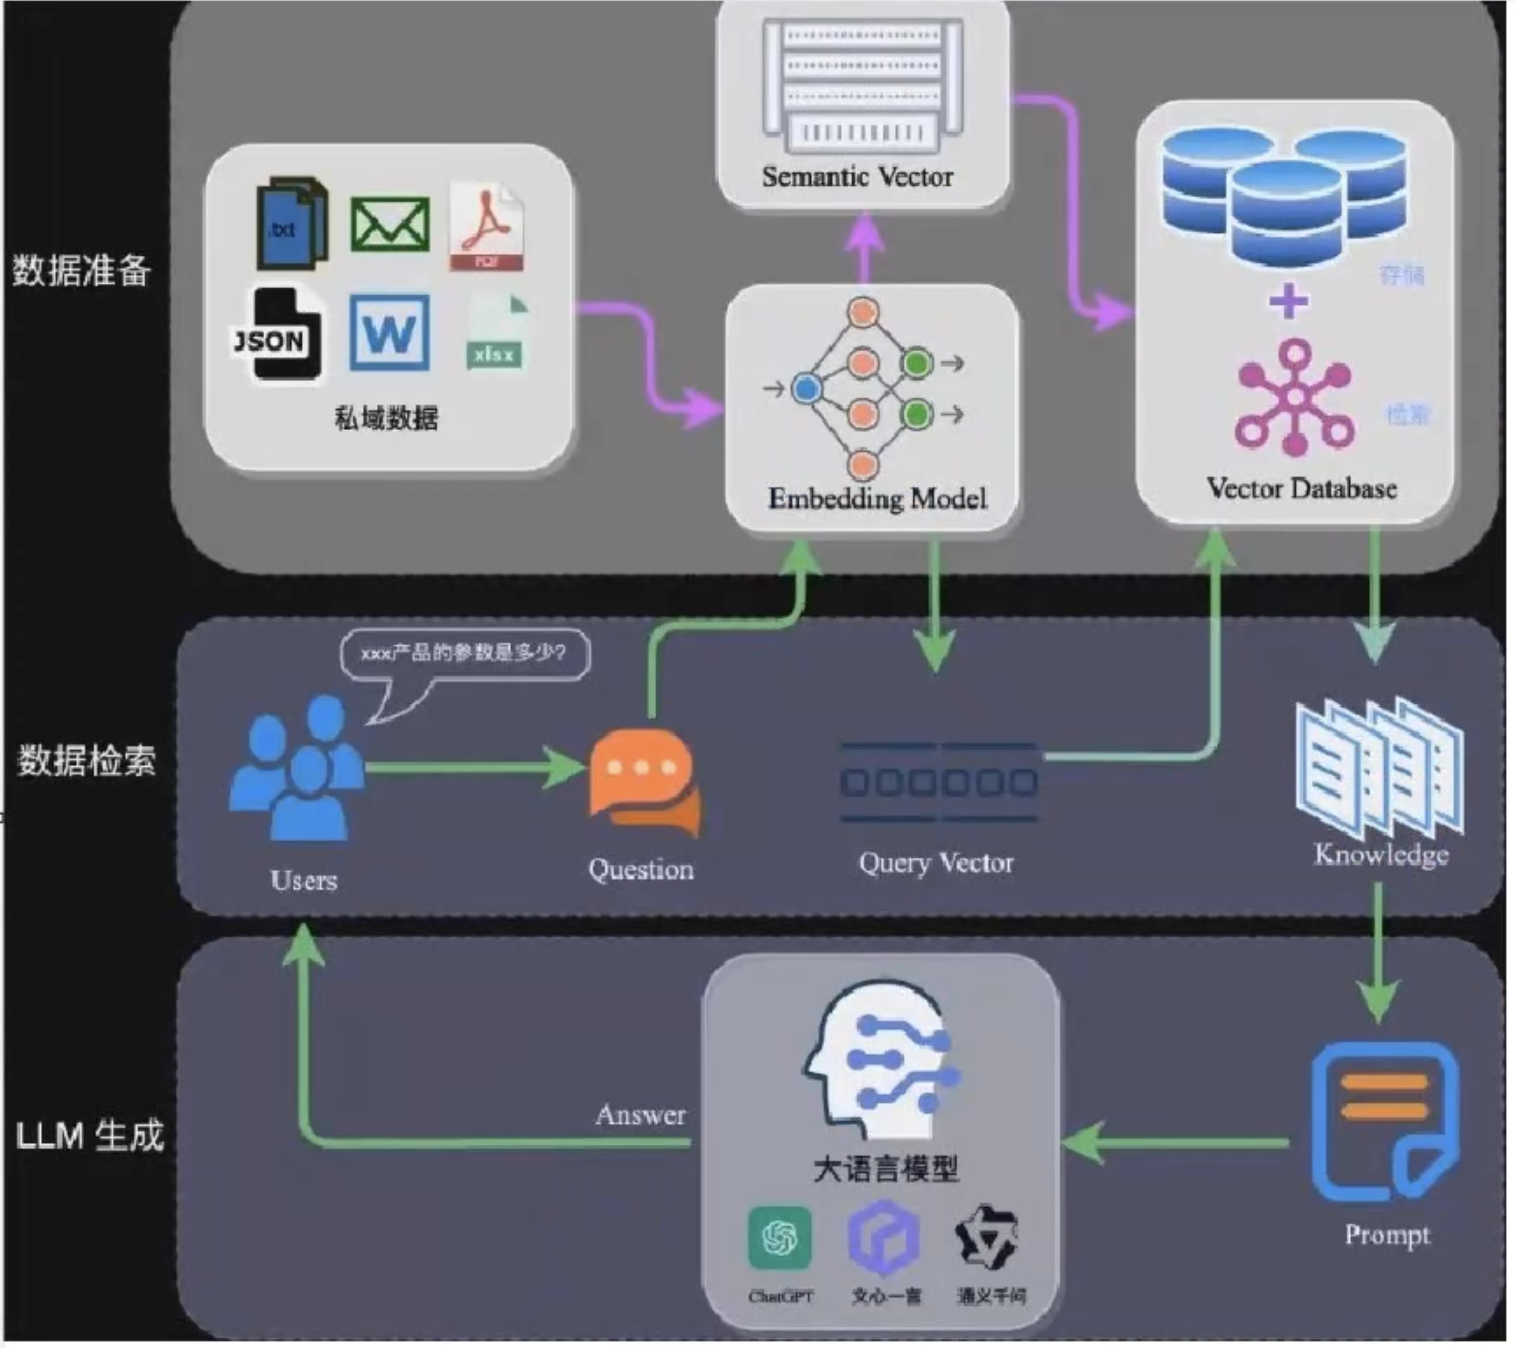 Semantic Vector
数据准备
.txt
PDF
JSON
W
xlsx
私域数据
Embedding Model
存储
检索
Vector Database
数据检索
xxx产品的参数是多少?
Users
Question
Query Vector
Knowledge
LLM 生成
Answer
大语言模型
ChatGPT
文心一言
通义千问
Prompt